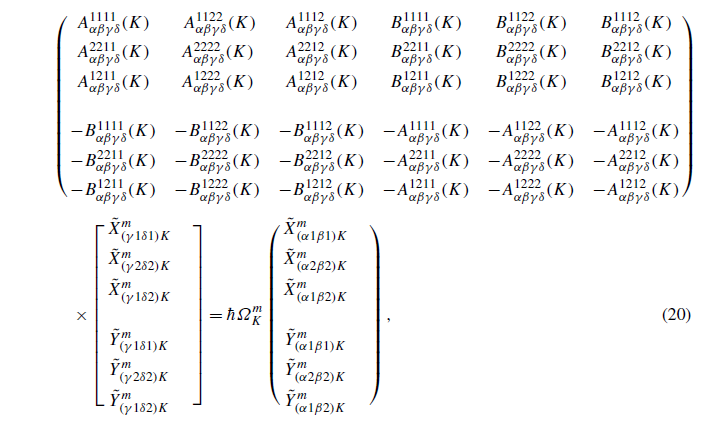 A^{1111}_{αβγδ}(K) A^{1122}_{αβγδ}(K) A^{1112}_{αβγδ}(K) B^{1111}_{αβγδ}(K) B^{1122}_{αβγδ}(K) B^{1112}_{αβγδ}(K)
A^{2211}_{αβγδ}(K) A^{2222}_{αβγδ}(K) A^{2212}_{αβγδ}(K) B^{2211}_{αβγδ}(K) B^{2222}_{αβγδ}(K) B^{2212}_{αβγδ}(K)
A^{1211}_{αβγδ}(K) A^{1222}_{αβγδ}(K) A^{1212}_{αβγδ}(K) B^{1211}_{αβγδ}(K) B^{1222}_{αβγδ}(K) B^{1212}_{αβγδ}(K)
−B^{1111}_{αβγδ}(K) −B^{1122}_{αβγδ}(K) −B^{1112}_{αβγδ}(K) −A^{1111}_{αβγδ}(K) −A^{1122}_{αβγδ}(K) −A^{1112}_{αβγδ}(K)
−B^{2211}_{αβγδ}(K) −B^{2222}_{αβγδ}(K) −B^{2212}_{αβγδ}(K) −A^{2211}_{αβγδ}(K) −A^{2222}_{αβγδ}(K) −A^{2212}_{αβγδ}(K)
−B^{1211}_{αβγδ}(K) −B^{1222}_{αβγδ}(K) −B^{1212}_{αβγδ}(K) −A^{1211}_{αβγδ}(K) −A^{1222}_{αβγδ}(K) −A^{1212}_{αβγδ}(K)
X̃^m_{(γ1δ1)K} X̃^m_{(α1β1)K}
X̃^m_{(γ2δ2)K} X̃^m_{(α2β2)K}
X̃^m_{(γ1δ2)K} X̃^m_{(α1β2)K}
× = ħΩ^m_K , (20)
Ỹ^m_{(γ1δ1)K} Ỹ^m_{(α1β1)K}
Ỹ^m_{(γ2δ2)K} Ỹ^m_{(α2β2)K}
Ỹ^m_{(γ1δ2)K} Ỹ^m_{(α1β2)K}